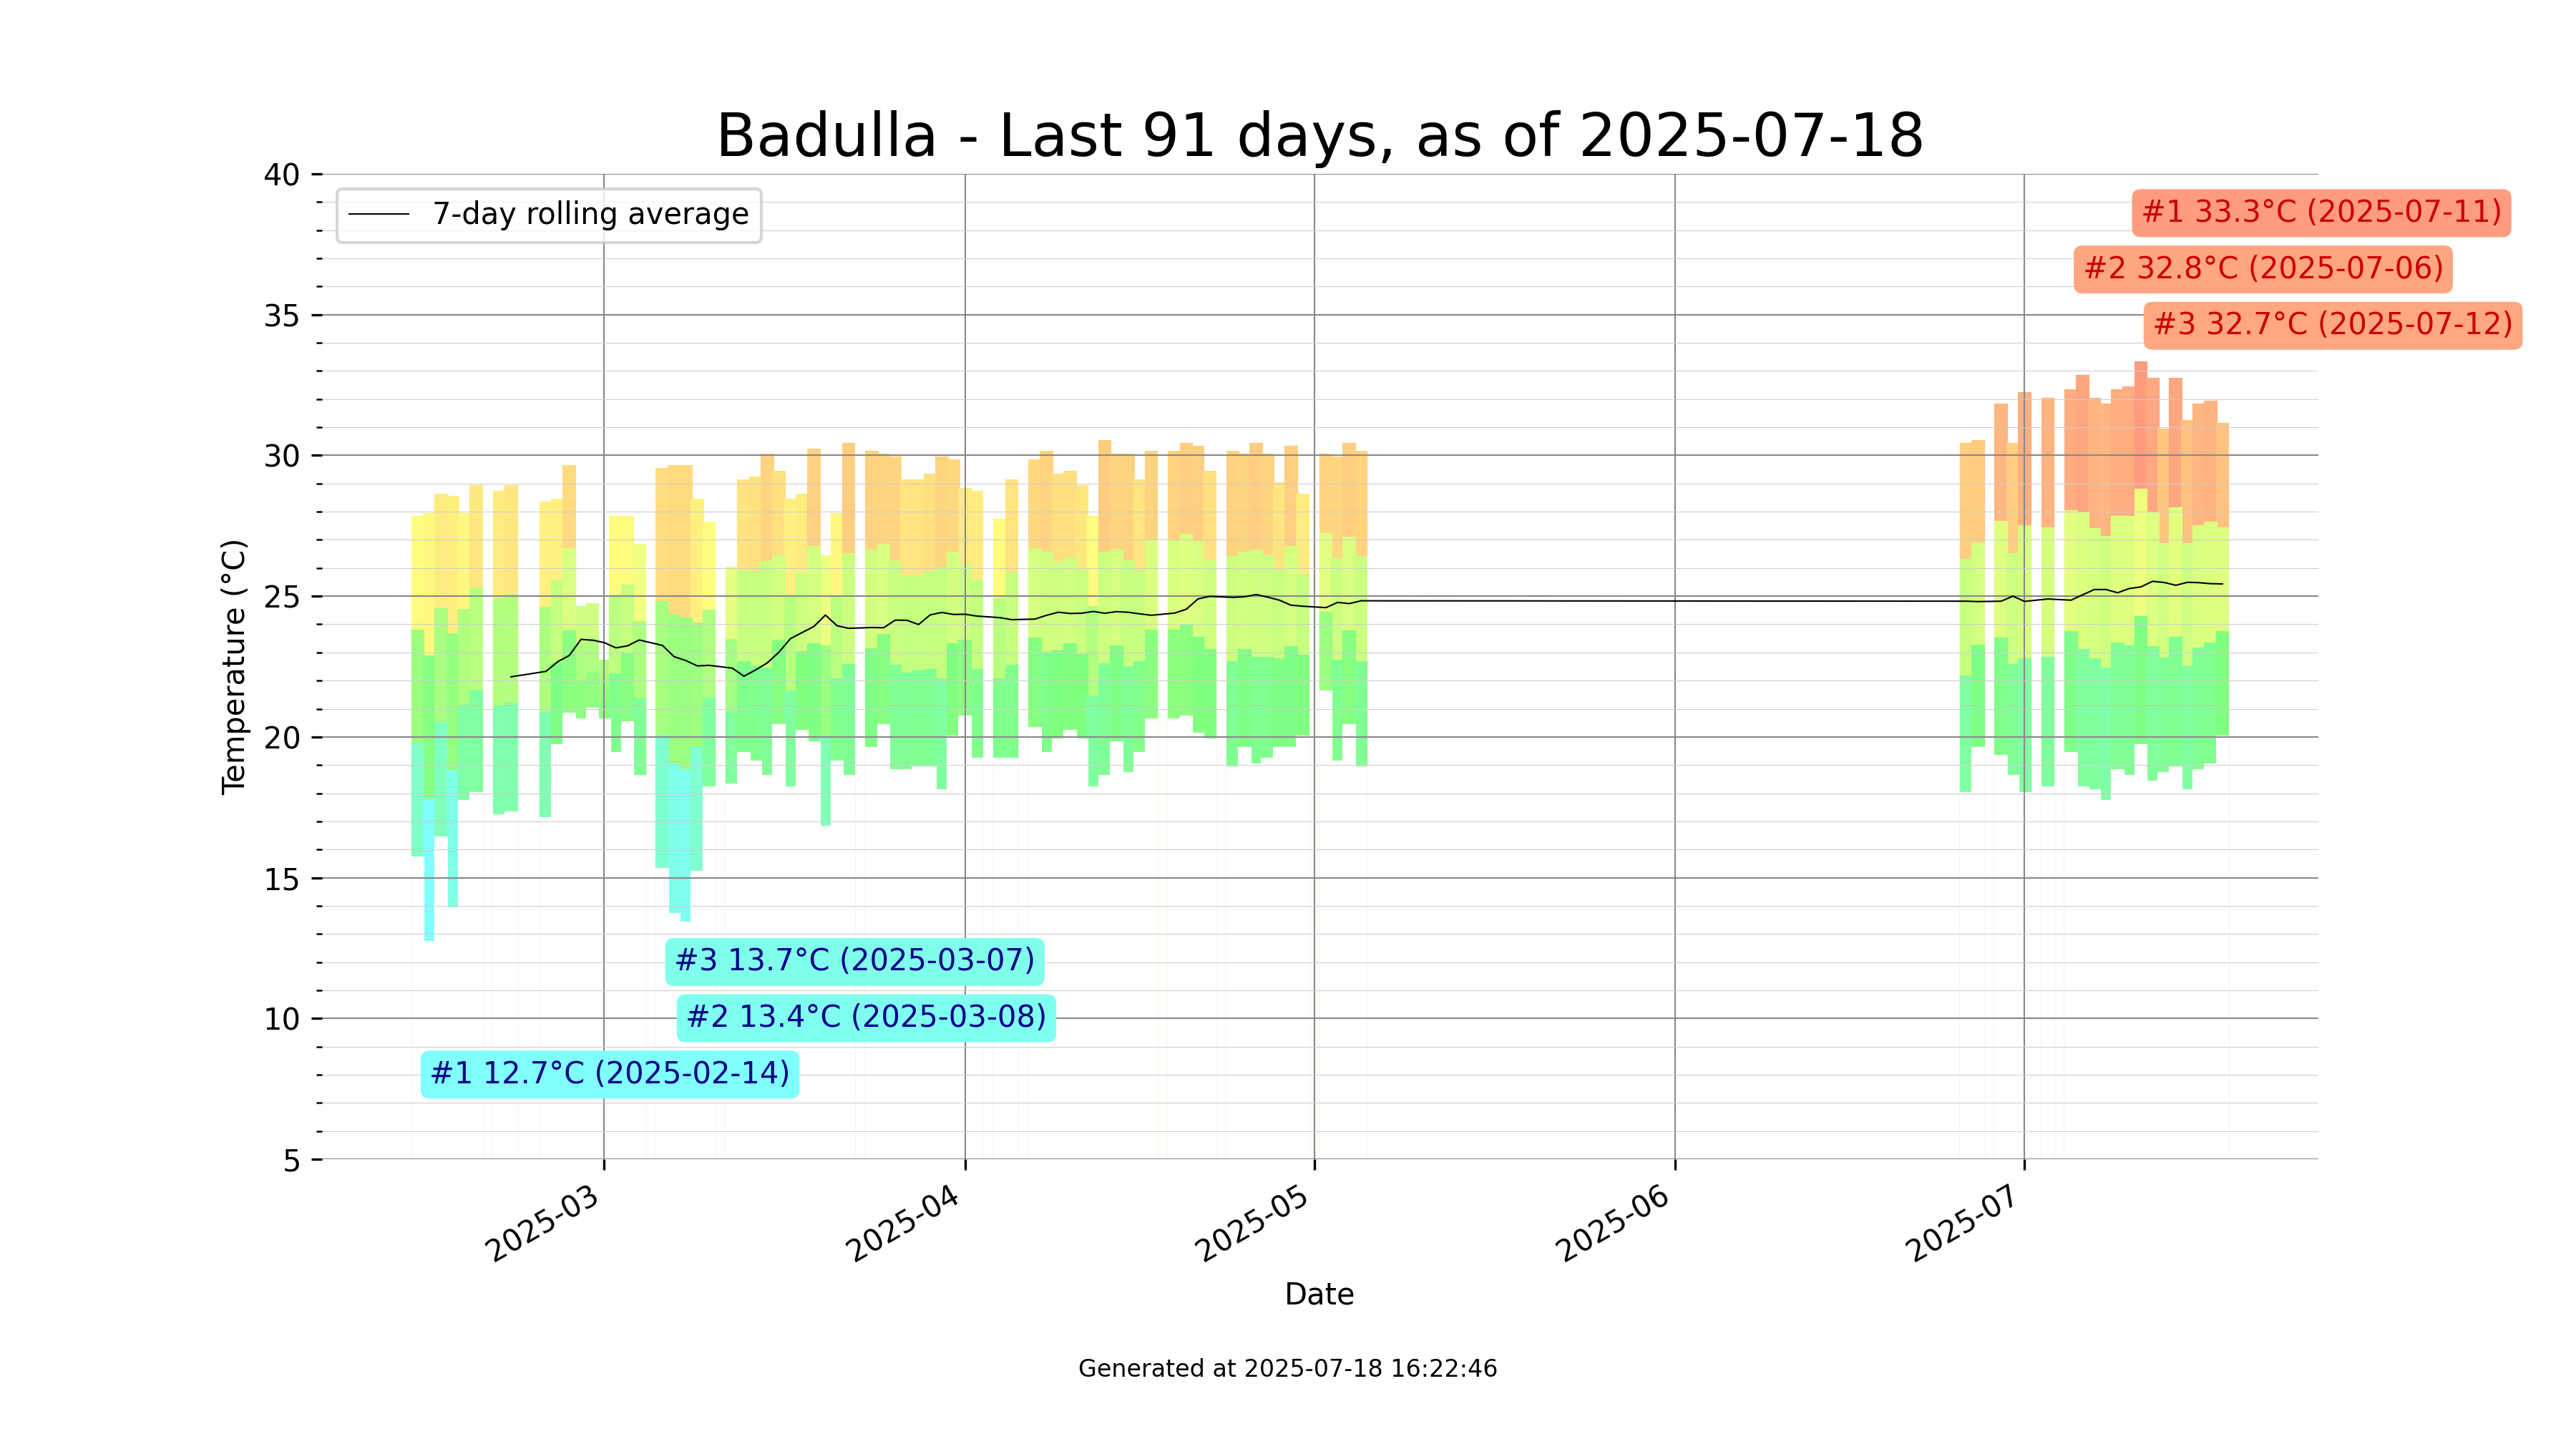 Badulla - Last 91 days, as of 2025-07-18
7-day rolling average
#1 33.3°C (2025-07-11)
#2 32.8°C (2025-07-06)
#3 32.7°C (2025-07-12)
40
35
30
25
20
15
10
5
Temperature (°C)
#3 13.7°C (2025-03-07)
#2 13.4°C (2025-03-08)
#1 12.7°C (2025-02-14)
2025-03
2025-04
2025-05
2025-06
2025-07
Date
Generated at 2025-07-18 16:22:46